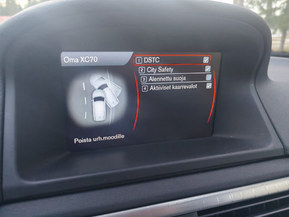 Oma XC70
1 DSTC
2 City Safety
3 Alennettu suoja
4 Aktiiviset kaarrevalot
Poista urh.moodille